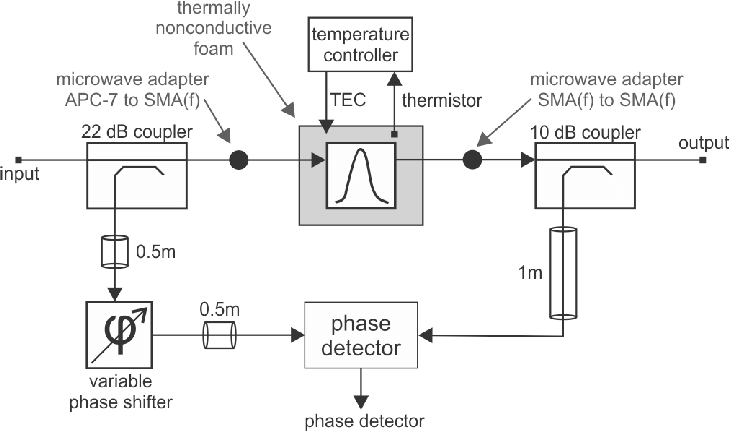 thermally
nonconductive
foam
temperature
controller
microwave adapter
APC-7 to SMA(f)
TEC
thermistor
microwave adapter
SMA(f) to SMA(f)
22 dB coupler
10 dB coupler
input
output
0.5m
1m
0.5m
φ
phase
detector
variable
phase shifter
phase detector